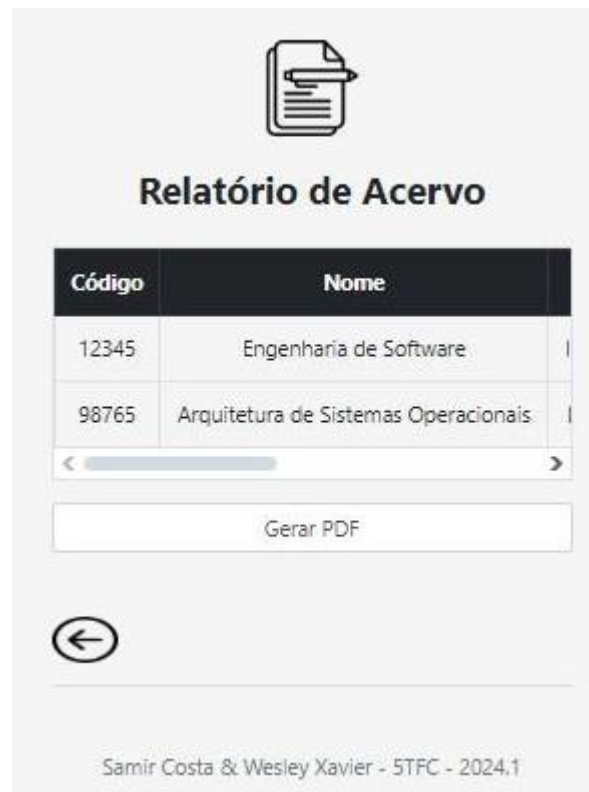 Relatório de Acervo
Código Nome
12345 Engenharia de Software
98765 Arquitetura de Sistemas Operacionais
Gerar PDF
Samir Costa & Wesley Xavier - 5TFC - 2024.1